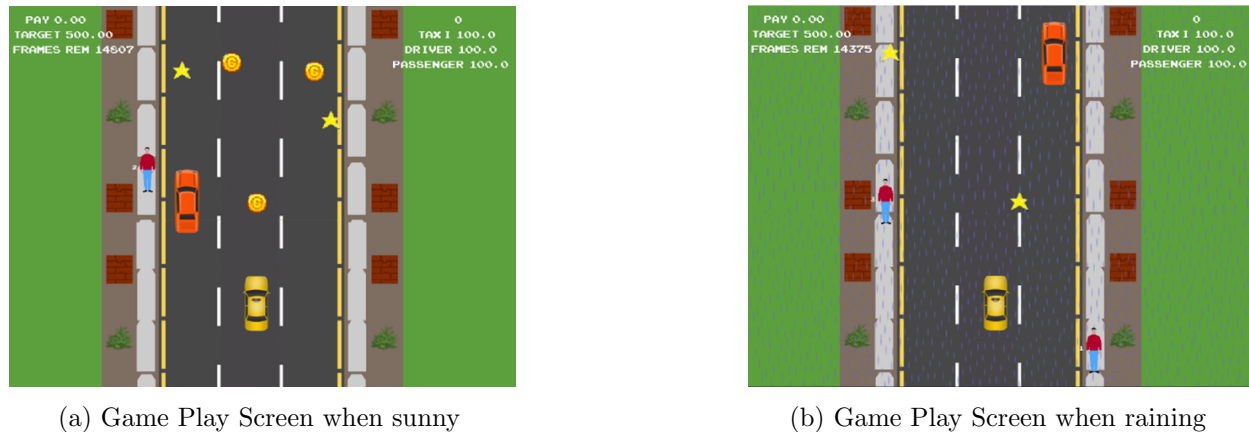 PAY 0.00
TARGET 500.00
FRAMES REM 14807
0
TAXI 100.0
DRIVER 100.0
PASSENGER 100.0
G
G
G
2
(a) Game Play Screen when sunny
PAY 0.00
TARGET 500.00
FRAMES REM 14375
0
TAXI 100.0
DRIVER 100.0
PASSENGER 100.0
1
(b) Game Play Screen when raining